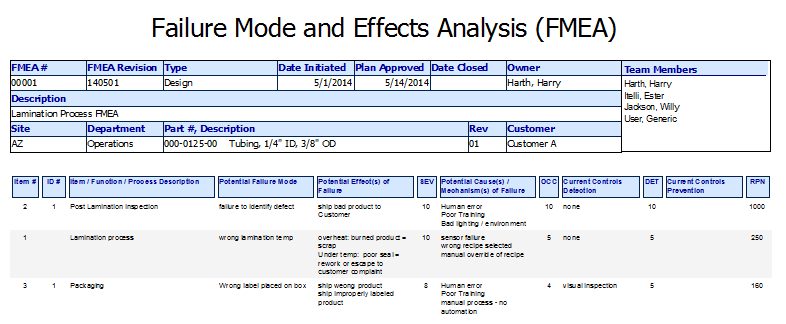 Failure Mode and Effects Analysis (FMEA)
FMEA # FMEA Revision Type Date Initiated Plan Approved Date Closed Owner Team Members
00001 140501 Design 5/1/2014 5/14/2014 Harth, Harry
Harth, Harry
Itelli, Ester
Jackson, Willy
User, Generic
Description
Lamination Process FMEA
Site Department Part #, Description Rev Customer
AZ Operations 000-0125-00 Tubing, 1/4" ID, 3/8" OD 01 Customer A
Item # ID # Item / Function / Process Description Potential Failure Mode Potential Effect(s) of Failure SEV Potential Cause(s) / Mechanism(s) of Failure OCC Current Controls Detection DET Current Controls Prevention RPN
2 1 Post Lamination Inspection failure to identify defect ship bad product to 10 Human error 10 none 10 1000
Customer Poor Training
Bad lighting / environment
1 Lamination process wrong lamination temp overheat: burned product = 10 sensor failure 5 none 5 250
scrap wrong recipe selected
Under temp: poor seal = manual override of recipe
rework or escape to
customer complaint
3 1 Packaging Wrong label placed on box ship weong product 8 Human error 4 visual inspection 5 160
ship improperly labeled Poor Training
product manual process - no
automation